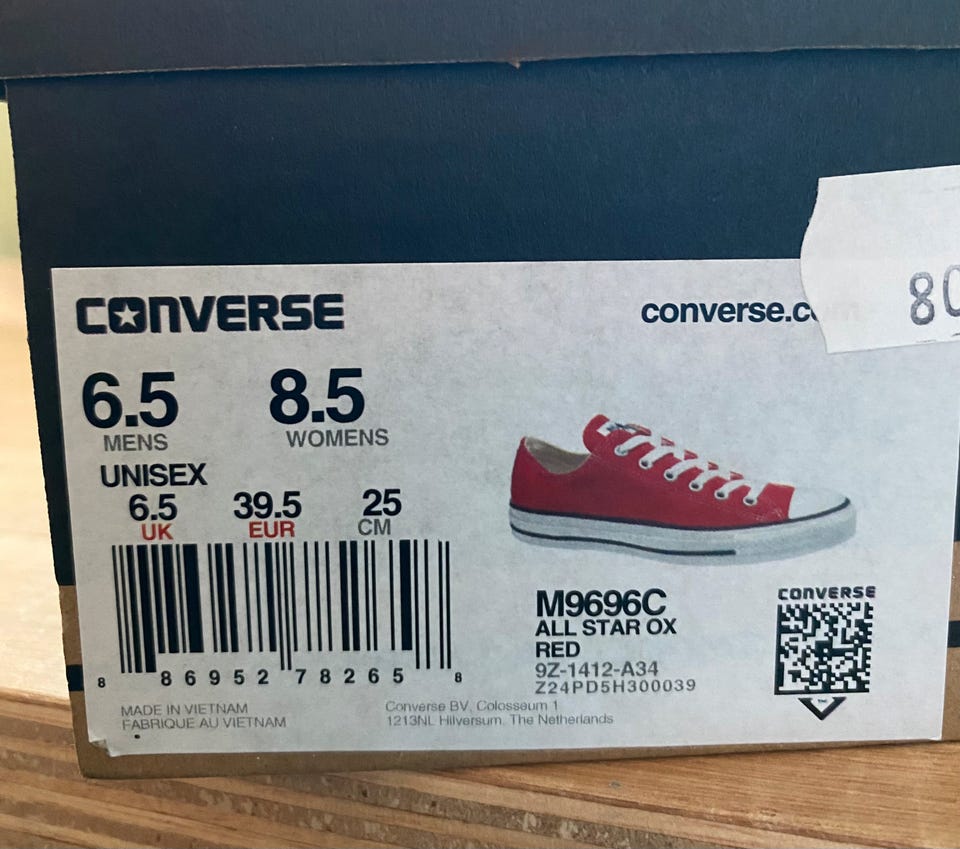 CONVERSE
converse.c
80
6.5 8.5
MENS WOMENS
UNISEX
6.5 39.5 25
UK EUR CM
8 86952 78265 8
M9696C
ALL STAR OX
RED
9Z-1412-A34
Z24PD5H300039
CONVERSE
MADE IN VIETNAM
FABRIQUE AU VIETNAM
Converse BV, Colosseum 1
1213NL Hilversum. The Netherlands